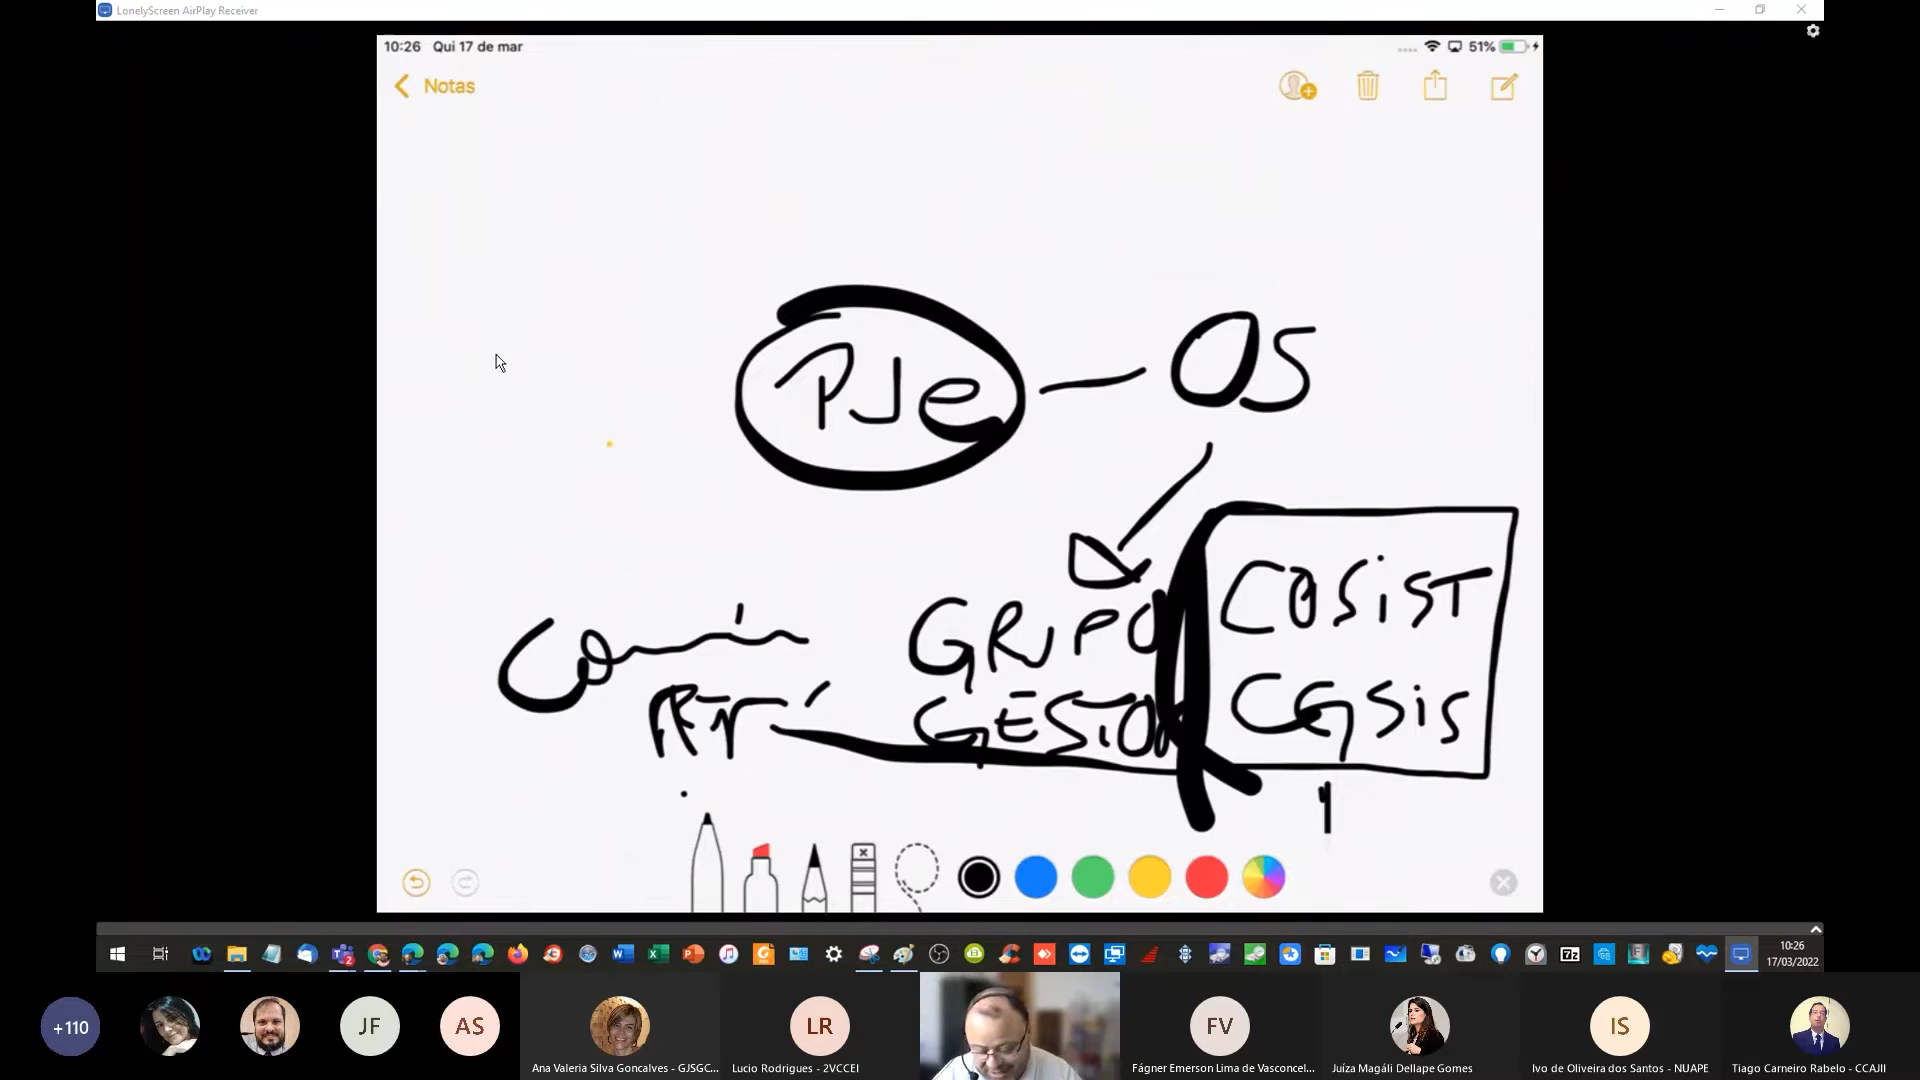 LonelyScreen AirPlay Receiver
10:26 Qui 17 de mar
51%
Notas
PJe - OS
GRUPO
GESTOR
COSIST
CGSIS
10:26
17/03/2022
+110
JF
AS
Ana Valeria Silva Goncalves - GJSGC...
LR
Lucio Rodrigues - 2VCCEI
FV
Fágner Emerson Lima de Vasconcel...
Juíza Magáli Dellape Gomes
IS
Ivo de Oliveira dos Santos - NUAPE
Tiago Carneiro Rabelo - CCAJII